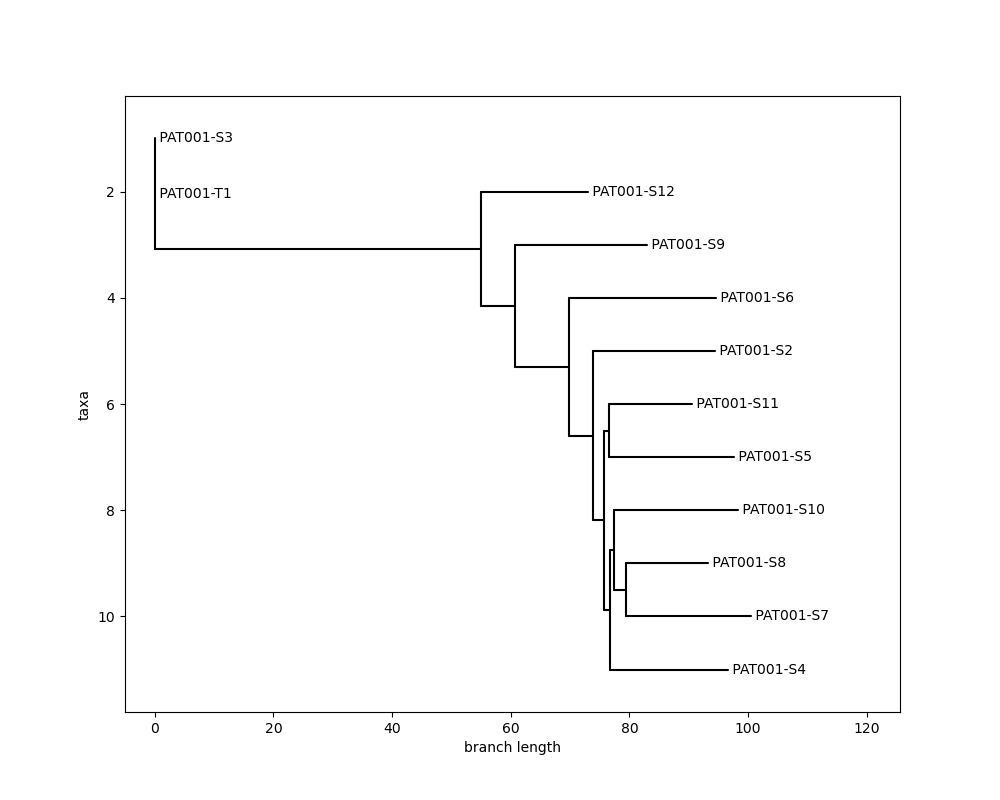 PAT001-S3
PAT001-T1
2
PAT001-S12
PAT001-S9
4
PAT001-S6
PAT001-S2
taxa
6
PAT001-S11
PAT001-S5
8
PAT001-S10
PAT001-S8
10
PAT001-S7
PAT001-S4
0 20 40 60 80 100 120
branch length